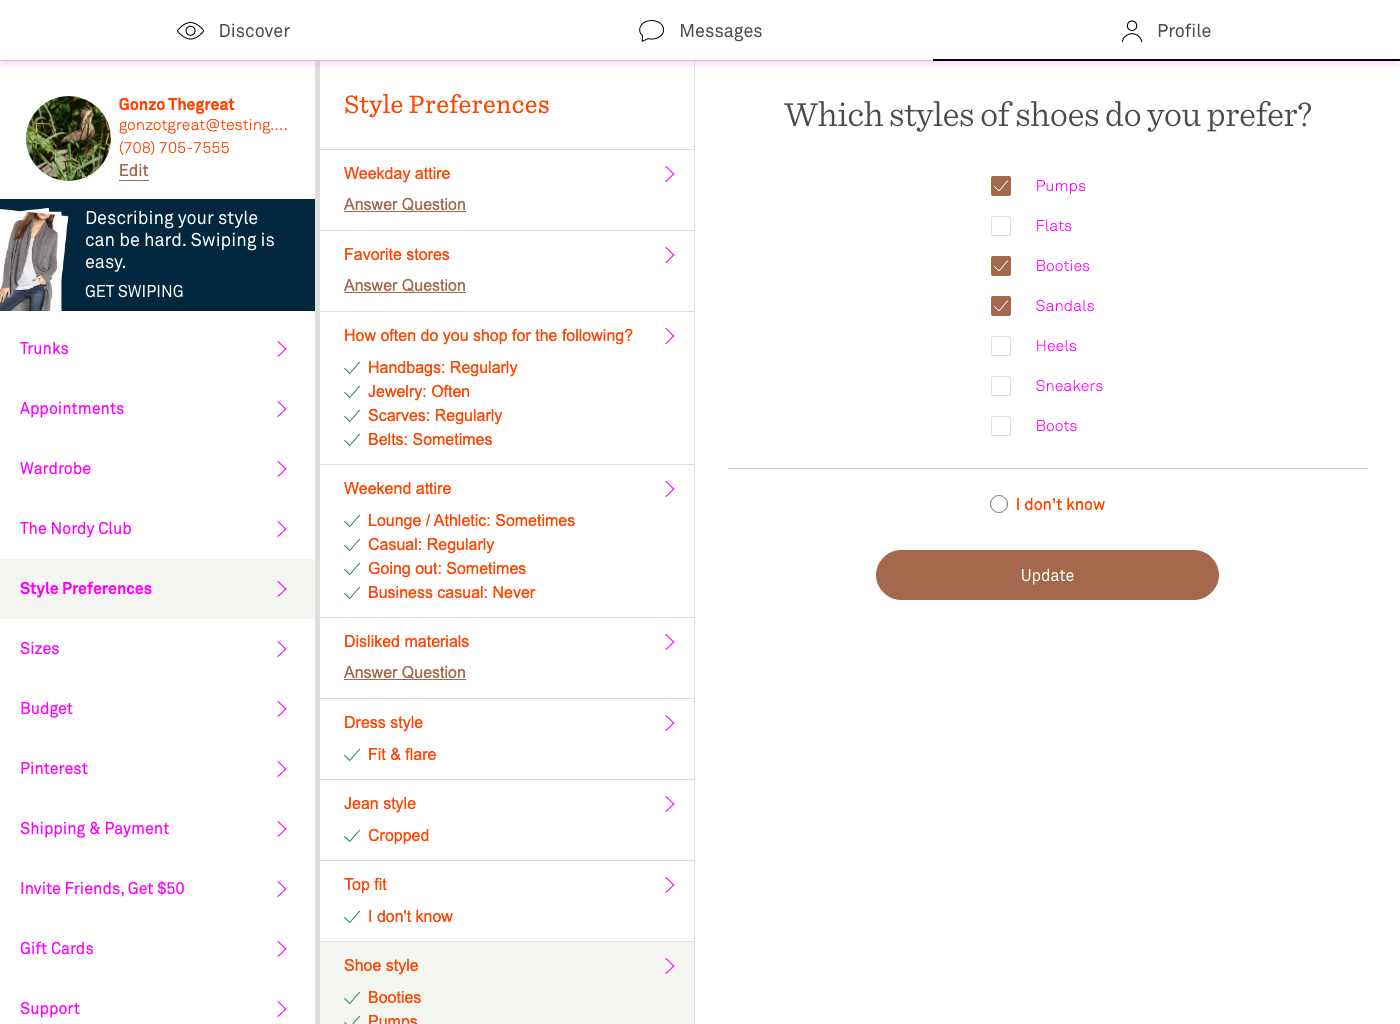 Discover
Messages
Profile
Gonzo Thegreat
gonzotgreat@testing....
(708) 705-7555
Edit
Describing your style
can be hard. Swiping is
easy.
GET SWIPING
Trunks
Appointments
Wardrobe
The Nordy Club
Style Preferences
Sizes
Budget
Pinterest
Shipping & Payment
Invite Friends, Get $50
Gift Cards
Support
Style Preferences
Weekday attire
Answer Question
Favorite stores
Answer Question
How often do you shop for the following?
Handbags: Regularly
Jewelry: Often
Scarves: Regularly
Belts: Sometimes
Weekend attire
Lounge / Athletic: Sometimes
Casual: Regularly
Going out: Sometimes
Business casual: Never
Disliked materials
Answer Question
Dress style
Fit & flare
Jean style
Cropped
Top fit
I don't know
Shoe style
Booties
Pumps
Which styles of shoes do you prefer?
Pumps
Flats
Booties
Sandals
Heels
Sneakers
Boots
I don't know
Update